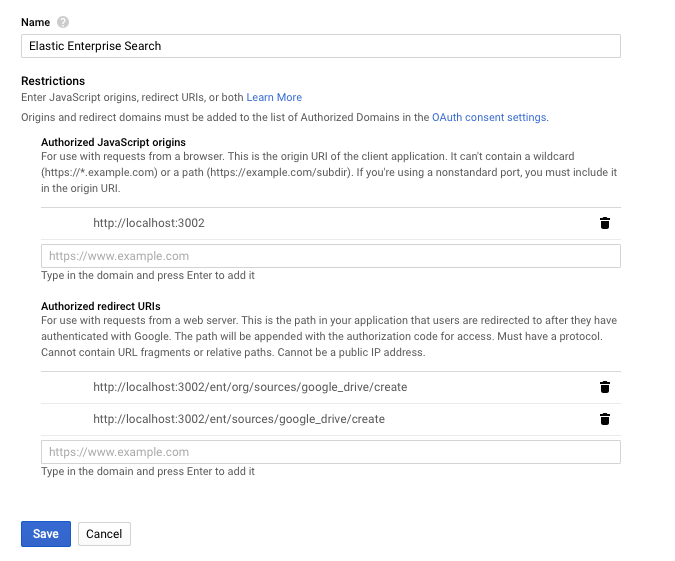 Name ?
Elastic Enterprise Search
Restrictions
Enter JavaScript origins, redirect URIs, or both Learn More
Origins and redirect domains must be added to the list of Authorized Domains in the OAuth consent settings.
Authorized JavaScript origins
For use with requests from a browser. This is the origin URI of the client application. It can't contain a wildcard
(https://*.example.com) or a path (https://example.com/subdir). If you're using a nonstandard port, you must include it
in the origin URI.
http://localhost:3002
https://www.example.com
Type in the domain and press Enter to add it
Authorized redirect URIs
For use with requests from a web server. This is the path in your application that users are redirected to after they have
authenticated with Google. The path will be appended with the authorization code for access. Must have a protocol.
Cannot contain URL fragments or relative paths. Cannot be a public IP address.
http://localhost:3002/ent/org/sources/google_drive/create
http://localhost:3002/ent/sources/google_drive/create
https://www.example.com
Type in the domain and press Enter to add it
Save Cancel